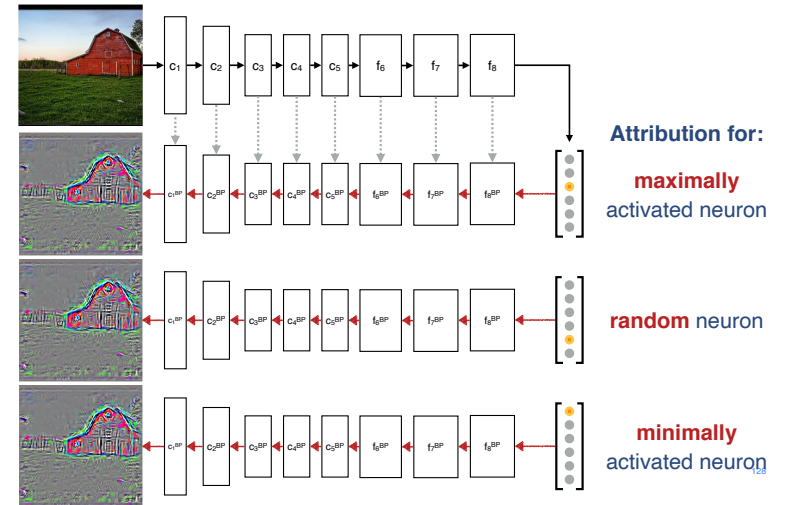 c1 c2 c3 c4 c5 f6 f7 f8
Attribution for:
c1BP c2BP c3BP c4BP c5BP f6BP f7BP f8BP
maximally
activated neuron
c1BP c2BP c3BP c4BP c5BP f6BP f7BP f8BP
random neuron
c1BP c2BP c3BP c4BP c5BP f6BP f7BP f8BP
minimally
activated neuron
128